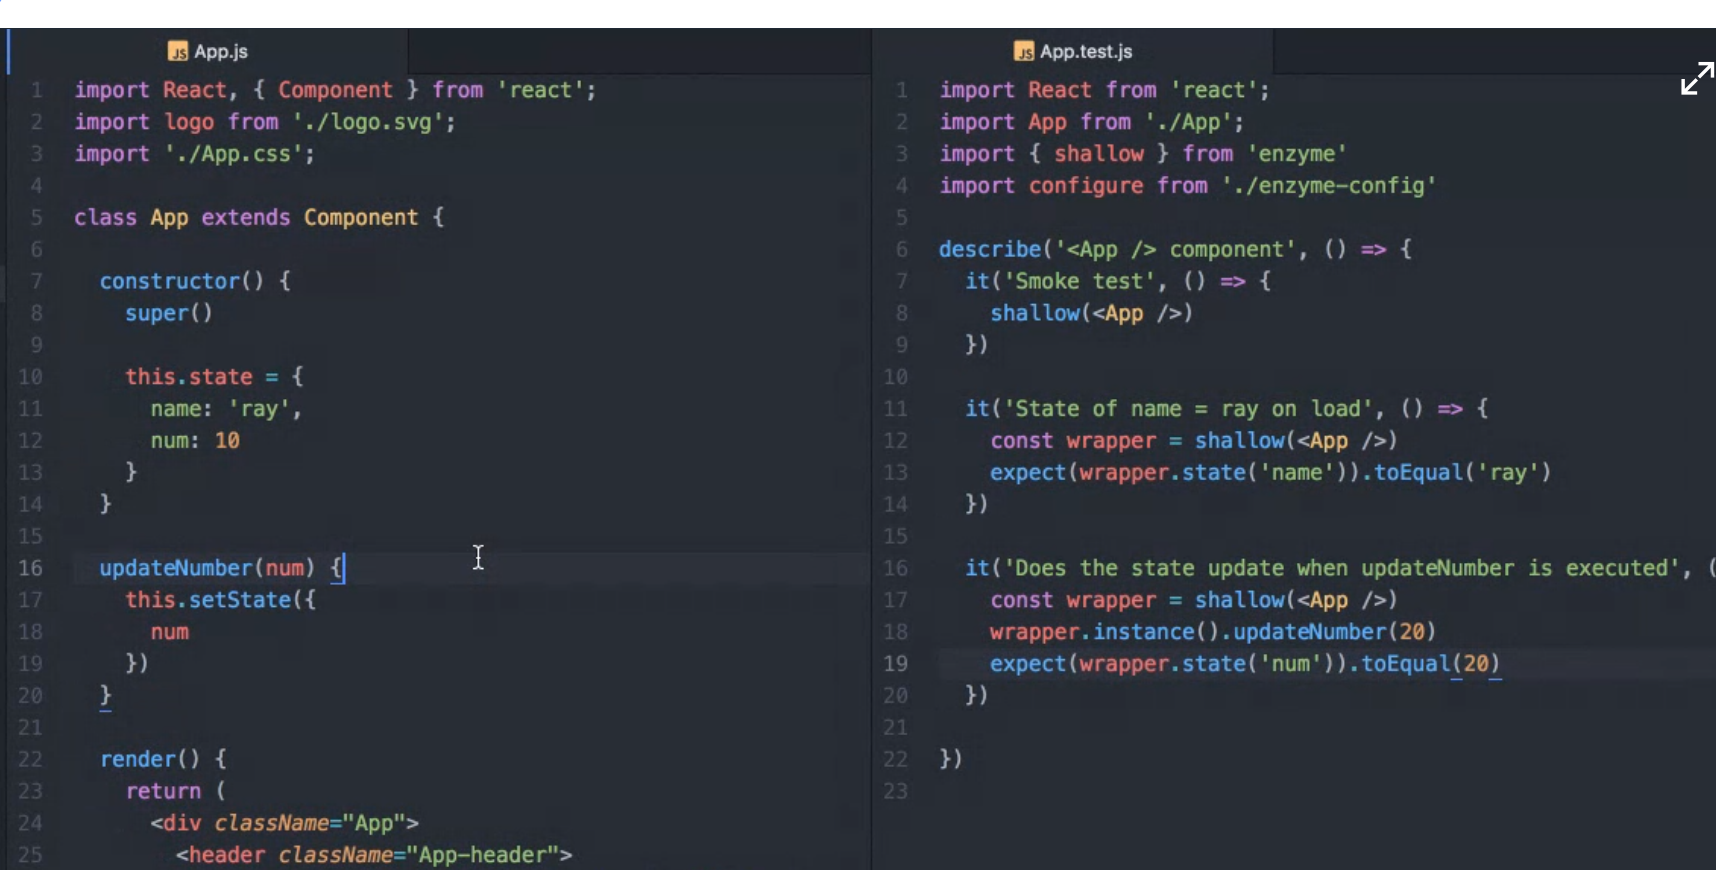 JS App.js
1 import React, { Component } from 'react';
2 import logo from './logo.svg';
3 import './App.css';
4
5 class App extends Component {
6
7 constructor() {
8 super()
9
10 this.state = {
11 name: 'ray',
12 num: 10
13 }
14 }
15
16 updateNumber(num) {
17 this.setState({
18 num
19 })
20 }
21
22 render() {
23 return (
24 <div className="App">
25 <header className="App-header">
JS App.test.js
1 import React from 'react';
2 import App from './App';
3 import { shallow } from 'enzyme'
4 import configure from './enzyme-config'
5
6 describe('<App /> component', () => {
7 it('Smoke test', () => {
8 shallow(<App />)
9 })
10
11 it('State of name = ray on load', () => {
12 const wrapper = shallow(<App />)
13 expect(wrapper.state('name')).toEqual('ray')
14 })
15
16 it('Does the state update when updateNumber is executed', (
17 const wrapper = shallow(<App />)
18 wrapper.instance().updateNumber(20)
19 expect(wrapper.state('num')).toEqual(20)
20 })
21
22 })
23